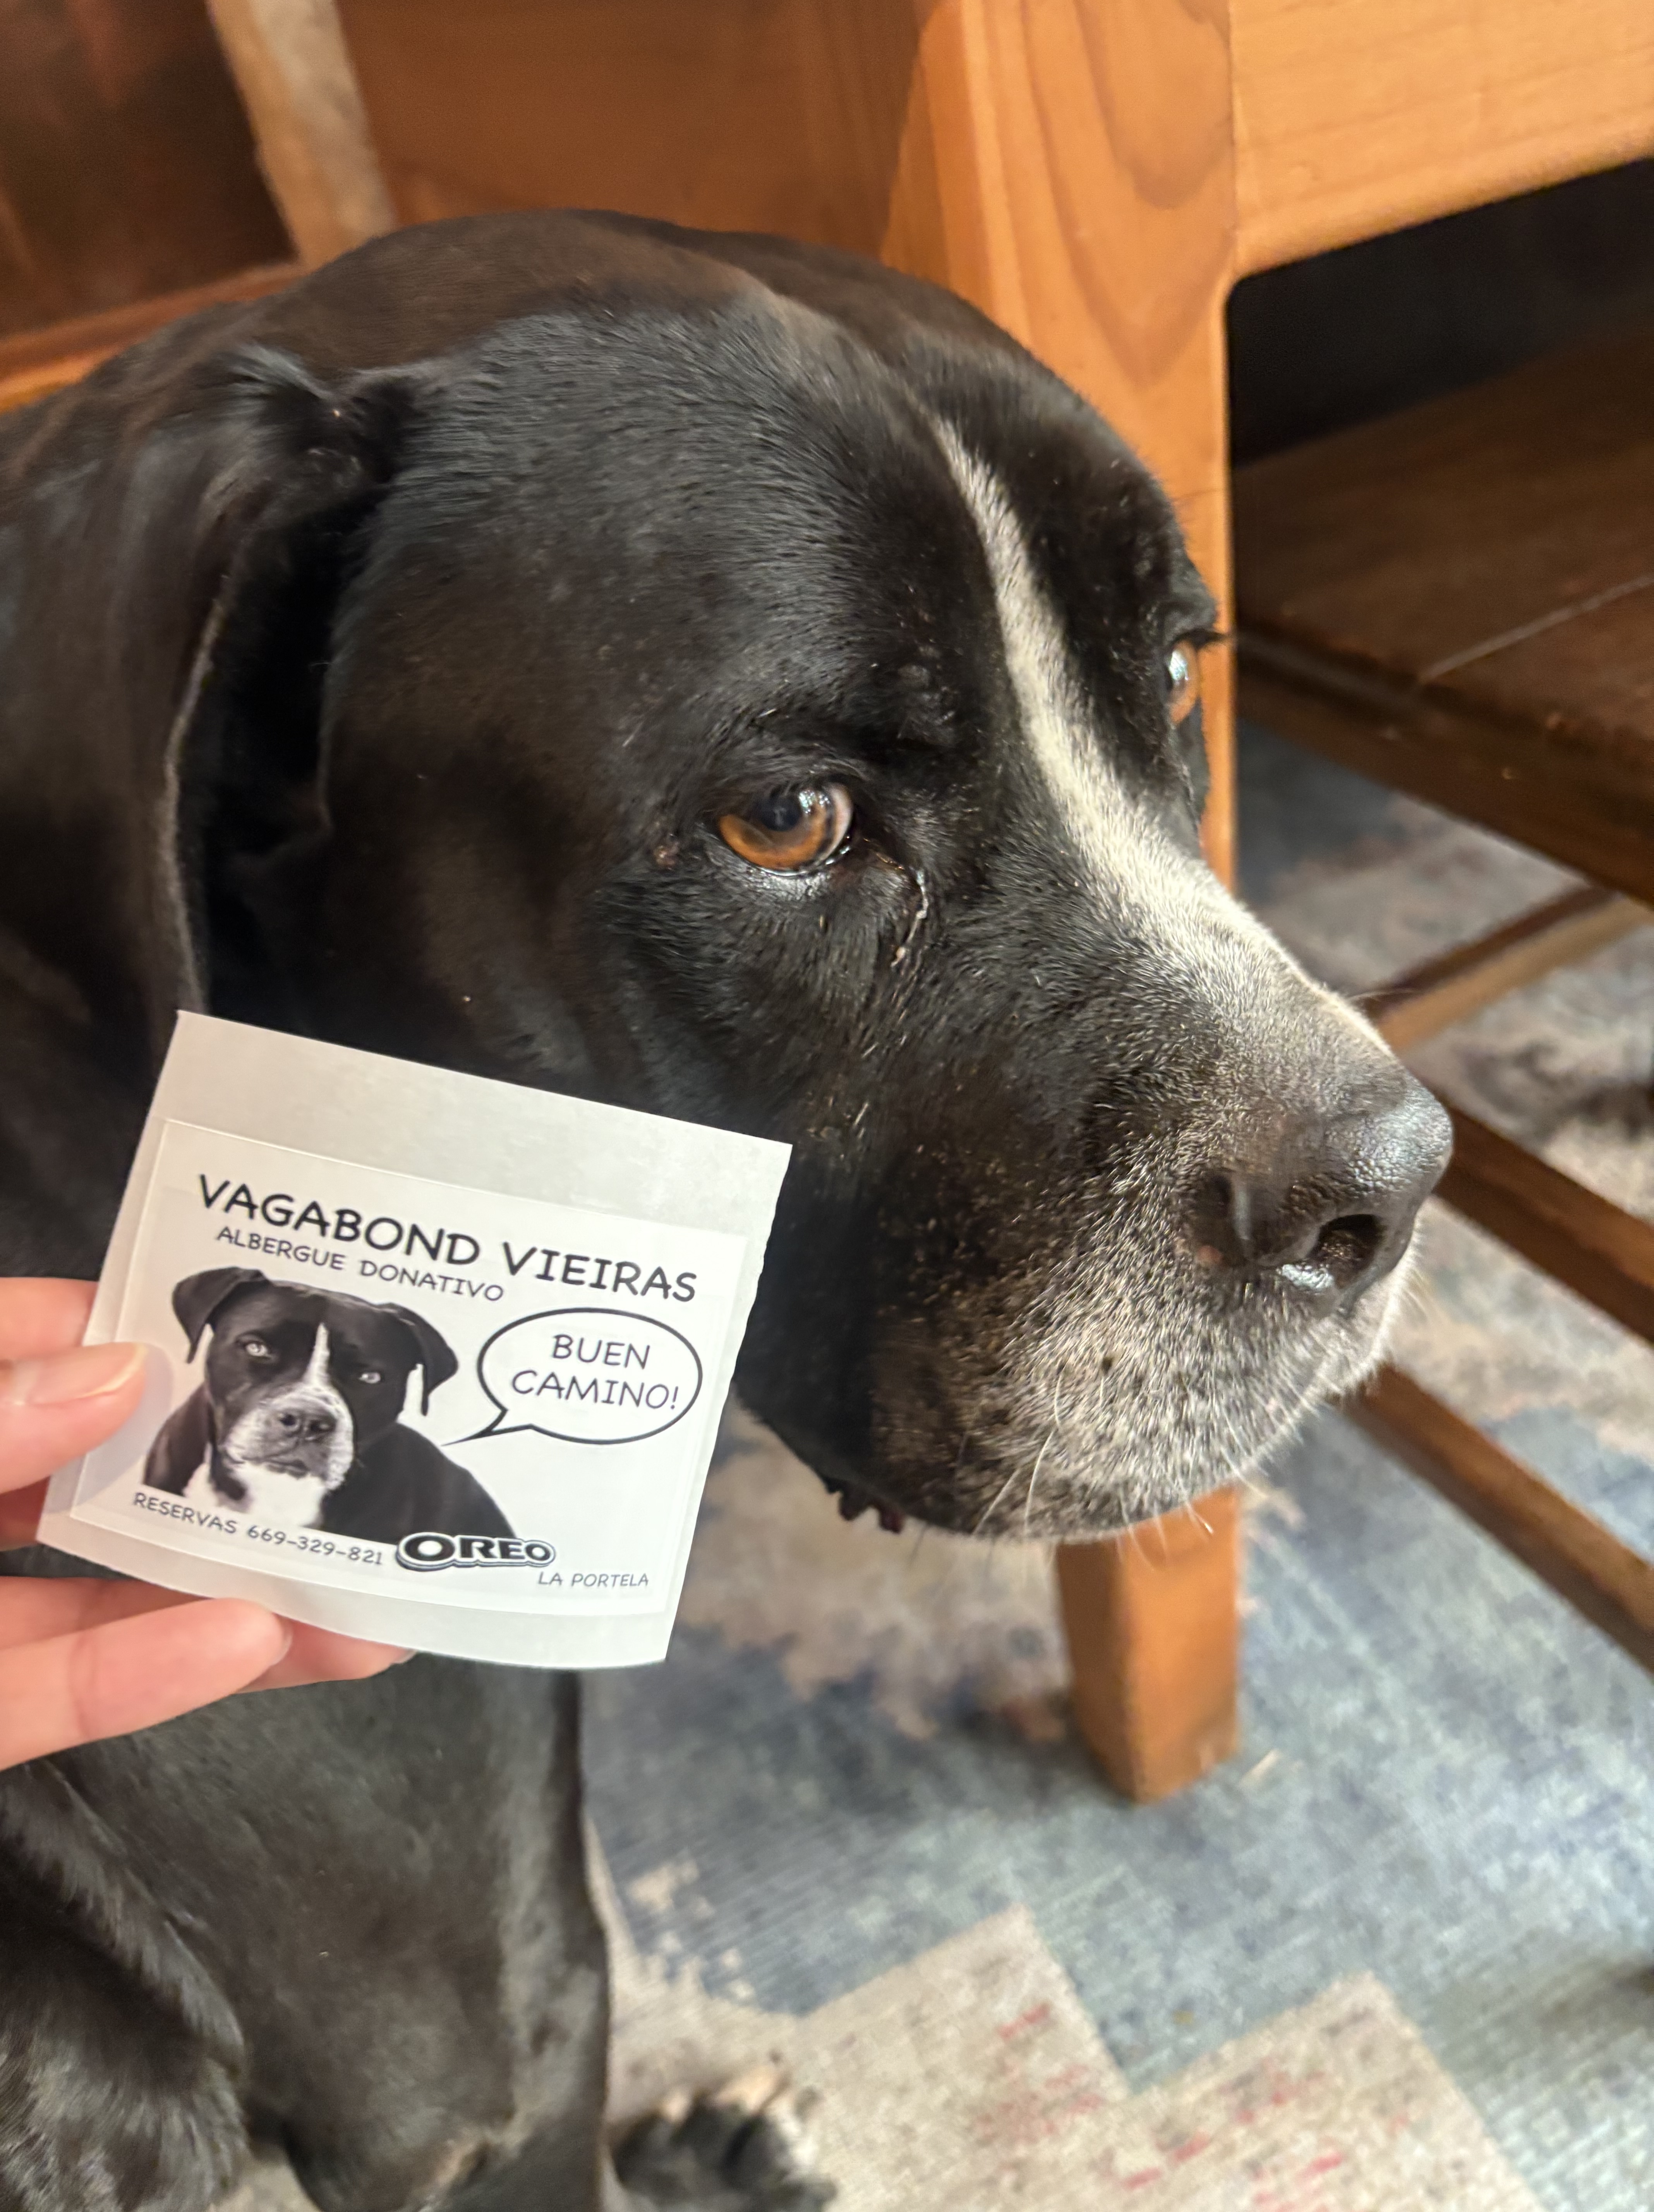 VAGABOND VIEIRAS
ALBERGUE DONATIVO
BUEN
CAMINO!
RESERVAS 669-329-821
OREO
LA PORTELA